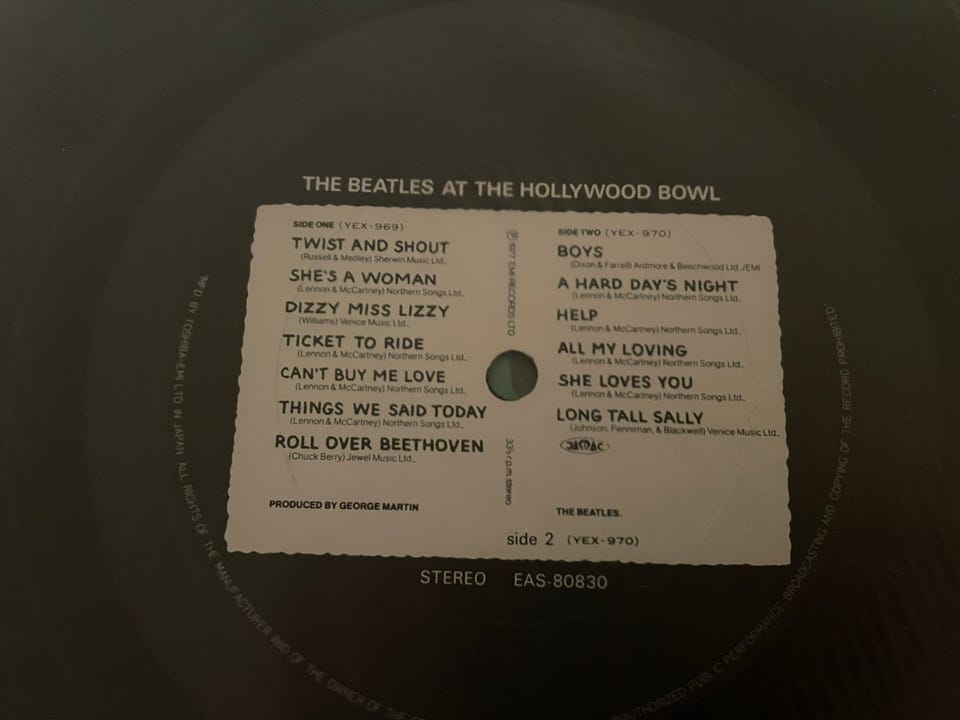 THE BEATLES AT THE HOLLYWOOD BOWL
SIDE ONE (YEX-969)
TWIST AND SHOUT
(Russell & Medley) Sherwin Music Ltd.,
SHE'S A WOMAN
(Lennon & McCartney) Northern Songs Ltd.,
DIZZY MISS LIZZY
(Williams) Venice Music Ltd.,
TICKET TO RIDE
(Lennon & McCartney) Northern Songs Ltd.,
CAN'T BUY ME LOVE
(Lennon & McCartney) Northern Songs Ltd.,
THINGS WE SAID TODAY
(Lennon & McCartney) Northern Songs Ltd.,
ROLL OVER BEETHOVEN
(Chuck Berry) Jewel Music Ltd.,
PRODUCED BY GEORGE MARTIN
℗ 1977 EMI RECORDS LTD
33⅓ r.p.m. stereo
SIDE TWO (YEX-970)
BOYS
(Dixon & Farrell) Ardmore & Beechwood Ltd.,/EMI
A HARD DAY'S NIGHT
(Lennon & McCartney) Northern Songs Ltd.,
HELP
(Lennon & McCartney) Northern Songs Ltd.,
ALL MY LOVING
(Lennon & McCartney) Northern Songs Ltd.,
SHE LOVES YOU
(Lennon & McCartney) Northern Songs Ltd.,
LONG TALL SALLY
(Johnson, Penniman, & Blackwell) Venice Music Ltd.,
JASRAC
THE BEATLES.
side 2 (YEX-970)
STEREO EAS-80830
MF'D BY TOSHIBA-EMI LTD IN JAPAN ALL RIGHTS OF THE MANUFACTURER AND OF THE OWNER OF THE
UNAUTHORIZED PUBLIC PERFORMANCE, BROADCASTING AND COPYING OF THE RECORD PROHIBITED